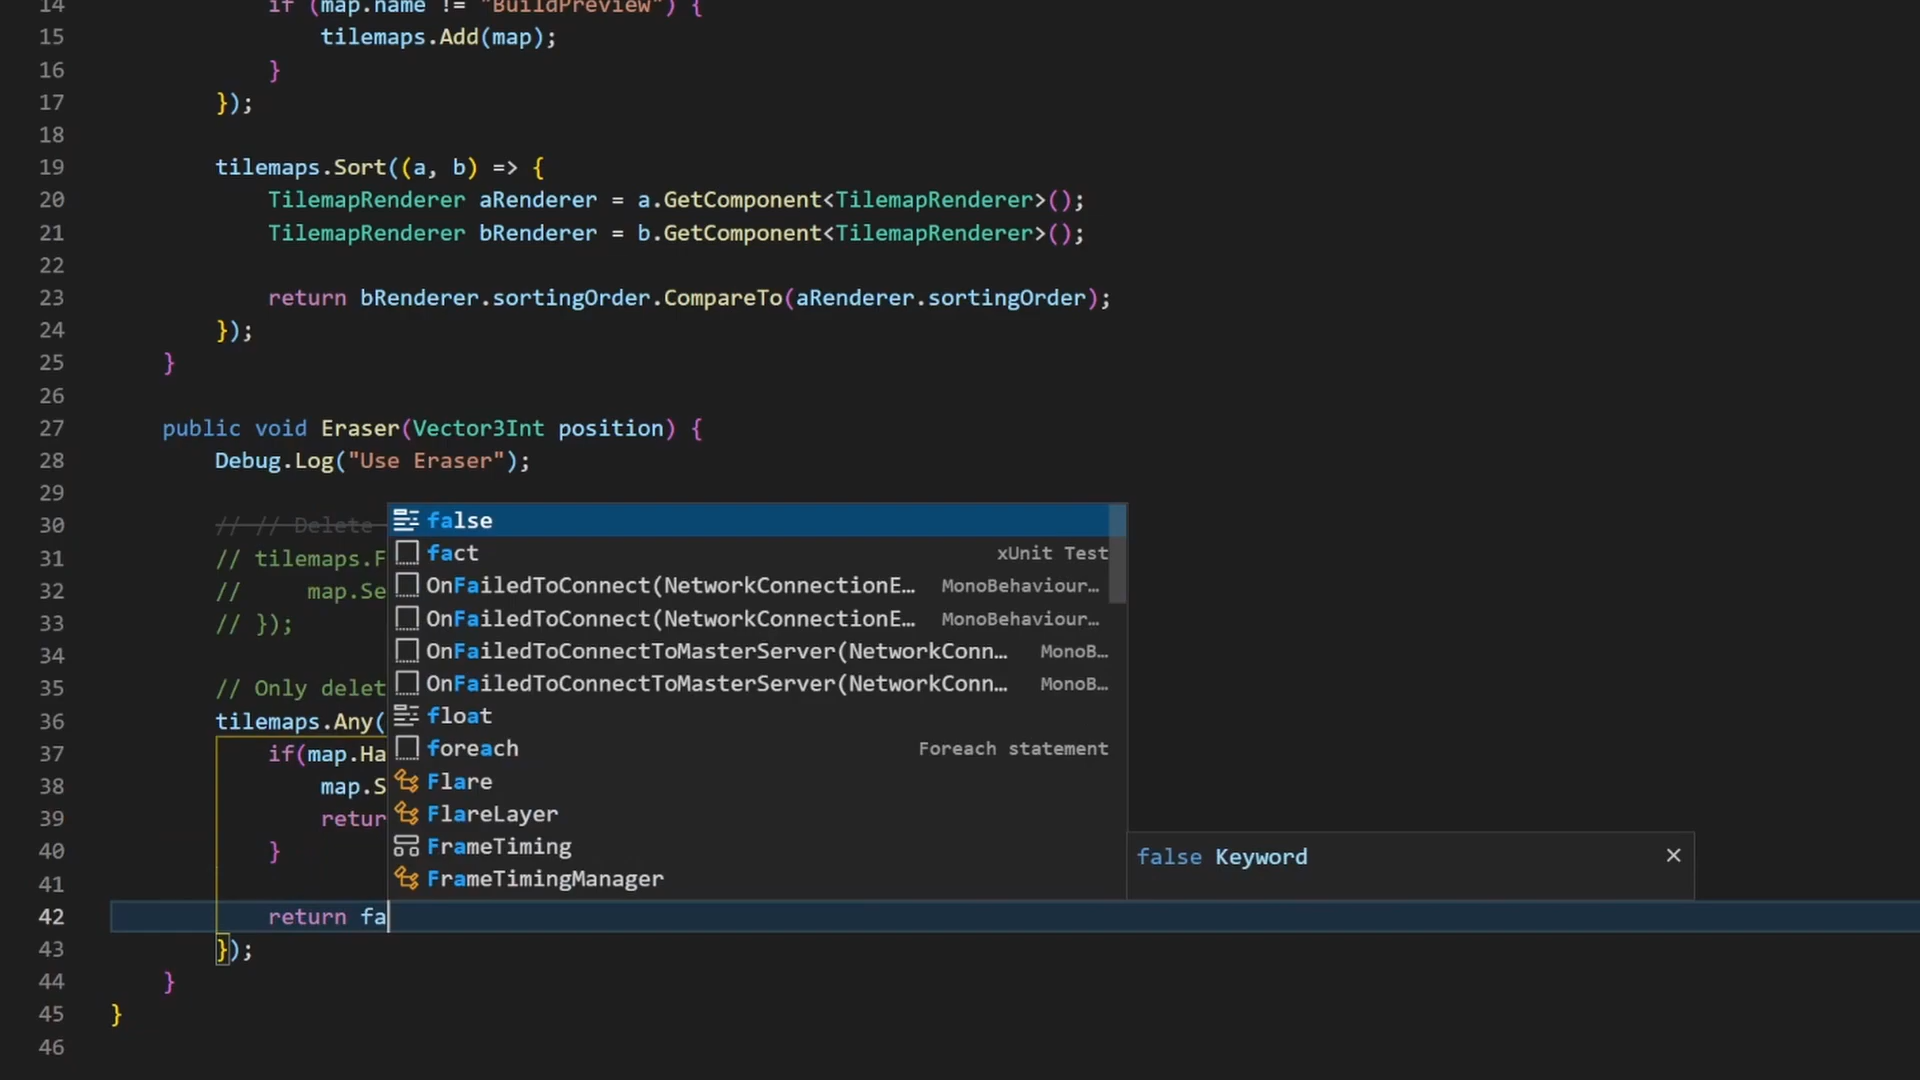 14 if (map.name != "BuildPreview") {
15 tilemaps.Add(map);
16 }
17 });
18
19 tilemaps.Sort((a, b) => {
20 TilemapRenderer aRenderer = a.GetComponent<TilemapRenderer>();
21 TilemapRenderer bRenderer = b.GetComponent<TilemapRenderer>();
22
23 return bRenderer.sortingOrder.CompareTo(aRenderer.sortingOrder);
24 });
25 }
26
27 public void Eraser(Vector3Int position) {
28 Debug.Log("Use Eraser");
29
30 // // Delete
31 // tilemaps.F
32 // map.Se
33 // });
34
35 // Only delet
36 tilemaps.Any(
37 if(map.Ha
38 map.S
39 retur
40 }
41
42 return fa
43 });
44 }
45 }
46
false
fact xUnit Test
OnFailedToConnect(NetworkConnectionE… MonoBehaviour…
OnFailedToConnect(NetworkConnectionE… MonoBehaviour…
OnFailedToConnectToMasterServer(NetworkConn… MonoB…
OnFailedToConnectToMasterServer(NetworkConn… MonoB…
float
foreach Foreach statement
Flare
FlareLayer
FrameTiming
FrameTimingManager
false Keyword